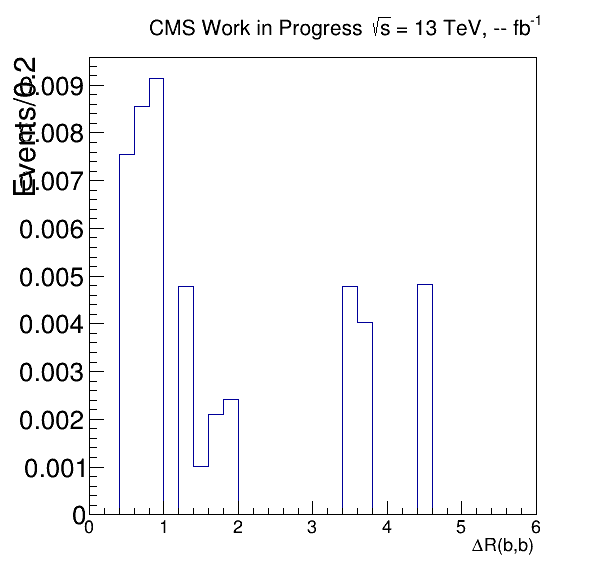 CMS Work in Progress √s = 13 TeV, -- fb⁻¹
Events/0.2
0.009
0.008
0.007
0.006
0.005
0.004
0.003
0.002
0.001
0
0 1 2 3 4 5 6
ΔR(b,b)